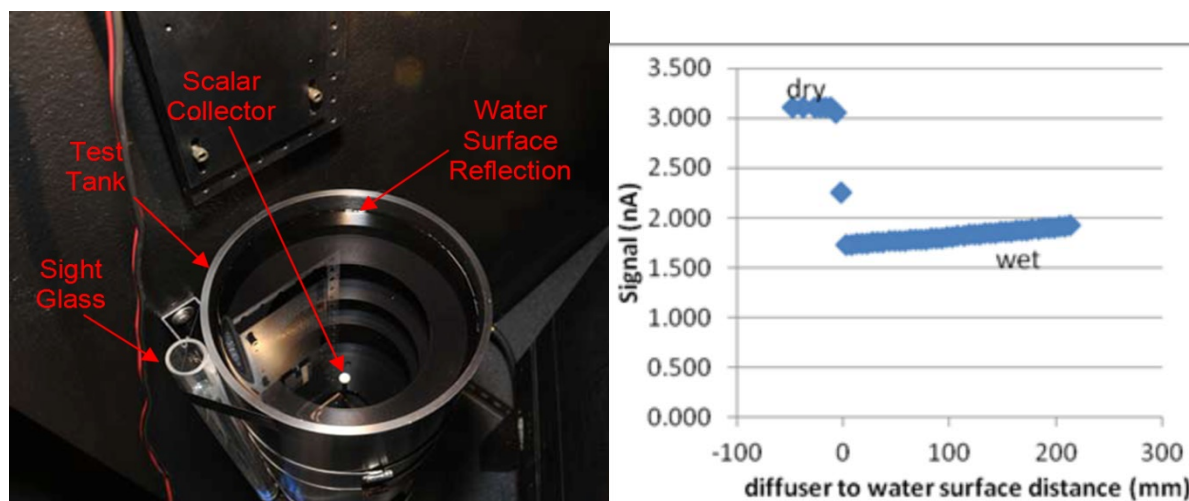 Scalar
Collector
Water
Surface
Reflection
Test
Tank
Sight
Glass
3.500
3.000
2.500
2.000
1.500
1.000
0.500
0.000
Signal (nA)
dry
wet
-100 0 100 200 300
diffuser to water surface distance (mm)